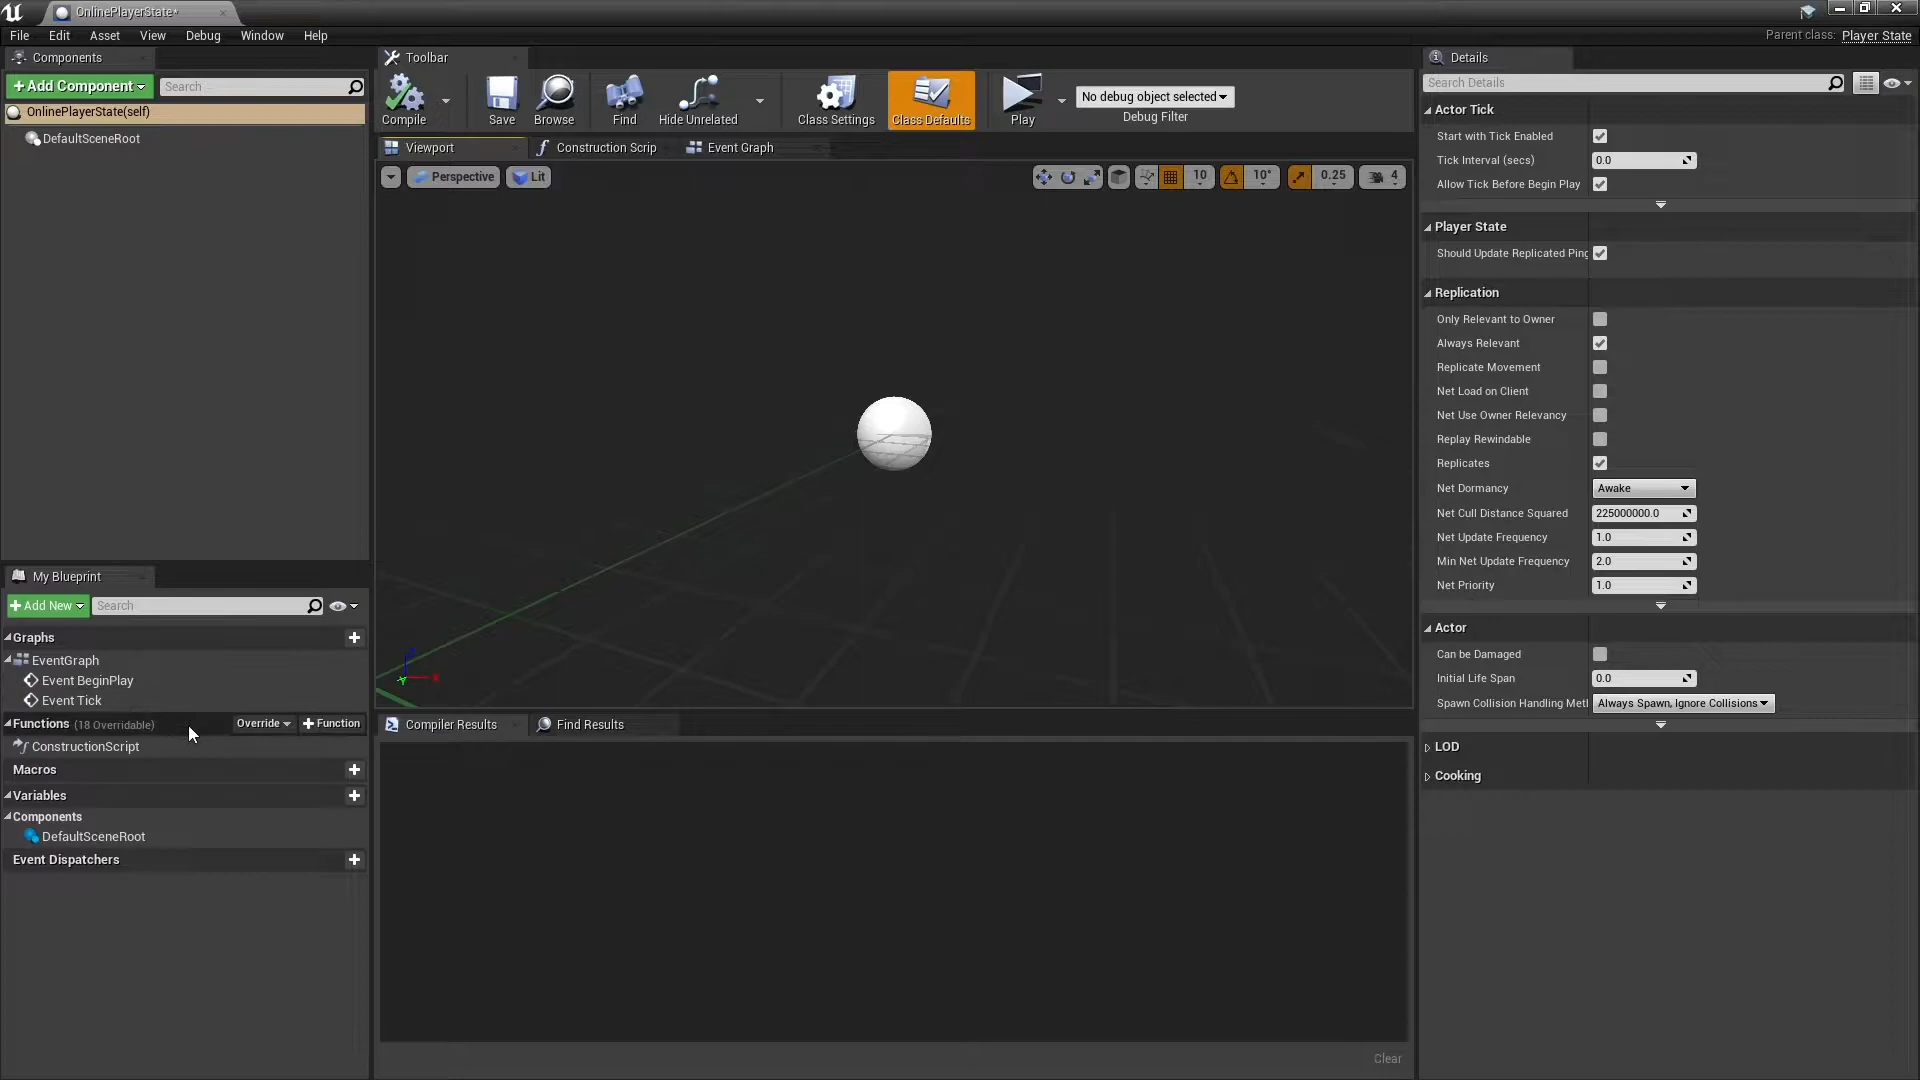 OnlinePlayerState*
File Edit Asset View Debug Window Help
Parent class: Player State
Components
+ Add Component
Search
OnlinePlayerState(self)
DefaultSceneRoot
Toolbar
Compile
Save
Browse
Find
Hide Unrelated
Class Settings
Class Defaults
Play
No debug object selected
Debug Filter
Viewport
Construction Scrip
Event Graph
Perspective
Lit
10
10°
0.25
4
My Blueprint
+ Add New
Search
Graphs
EventGraph
Event BeginPlay
Event Tick
Functions (18 Overridable)
Override
+ Function
ConstructionScript
Macros
Variables
Components
DefaultSceneRoot
Event Dispatchers
Compiler Results
Find Results
Clear
Details
Search Details
Actor Tick
Start with Tick Enabled
Tick Interval (secs) 0.0
Allow Tick Before Begin Play
Player State
Should Update Replicated Ping
Replication
Only Relevant to Owner
Always Relevant
Replicate Movement
Net Load on Client
Net Use Owner Relevancy
Replay Rewindable
Replicates
Net Dormancy Awake
Net Cull Distance Squared 225000000.0
Net Update Frequency 1.0
Min Net Update Frequency 2.0
Net Priority 1.0
Actor
Can be Damaged
Initial Life Span 0.0
Spawn Collision Handling Met Always Spawn, Ignore Collisions
LOD
Cooking